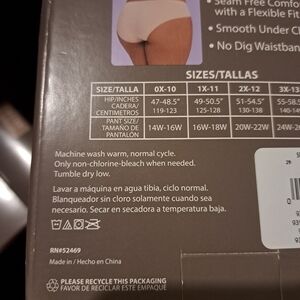 • Seam Free Comfo
with a Flexible Fit
• Smooth Under Cl
• No Dig Waistban
SIZES/TALLAS
SIZE/TALLA 0X-10 1X-11 2X-12 3X-13
HIP/INCHES 47-48.5" 49-50.5" 51-54.5" 55-58.5
CADERA/
CENTIMETROS 119-123 125-128 130-138 140-14
PANT SIZE/
TAMAÑO DE
PANTALÓN 14W-16W 16W-18W 20W-22W 24W-2
Machine wash warm, normal cycle.
Only non-chlorine-bleach when needed.
Tumble dry low.
Lavar a máquina en agua tibia, ciclo normal.
Blanqueador sin cloro solamente cuando sea
necesario. Secar en secadora a temperatura baja.
RN#52469
Made in / Hecho en China
PLEASE RECYCLE THIS PACKAGING
FAVOR DE RECICLAR ESTE EMPAQUE